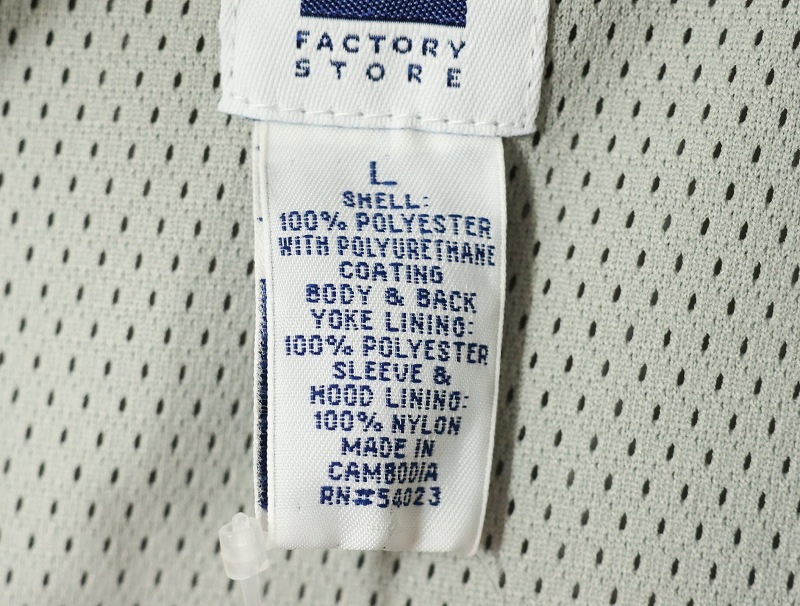 FACTORY
STORE
L
SHELL:
100% POLYESTER
WITH POLYURETHANE
COATING
BODY & BACK
YOKE LINING:
100% POLYESTER
SLEEVE &
HOOD LINING:
100% NYLON
MADE IN
CAMBODIA
RN#54023